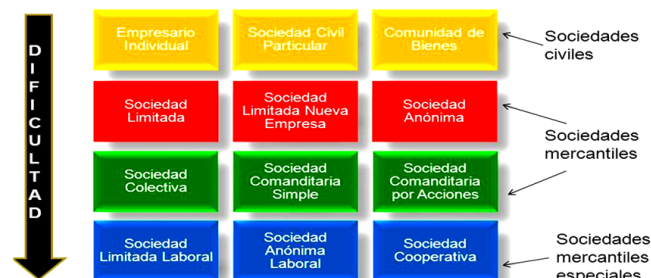 DIFICULTAD
Empresario
Individual
Sociedad Civil
Particular
Comunidad de
Bienes
Sociedades
civiles
Sociedad
Limitada
Sociedad
Limitada Nueva
Empresa
Sociedad
Anónima
Sociedades
mercantiles
Sociedad
Colectiva
Sociedad
Comanditaria
Simple
Sociedad
Comanditaria
por Acciones
Sociedad
Limitada Laboral
Sociedad
Anónima
Laboral
Sociedad
Cooperativa
Sociedades
mercantiles
especiales